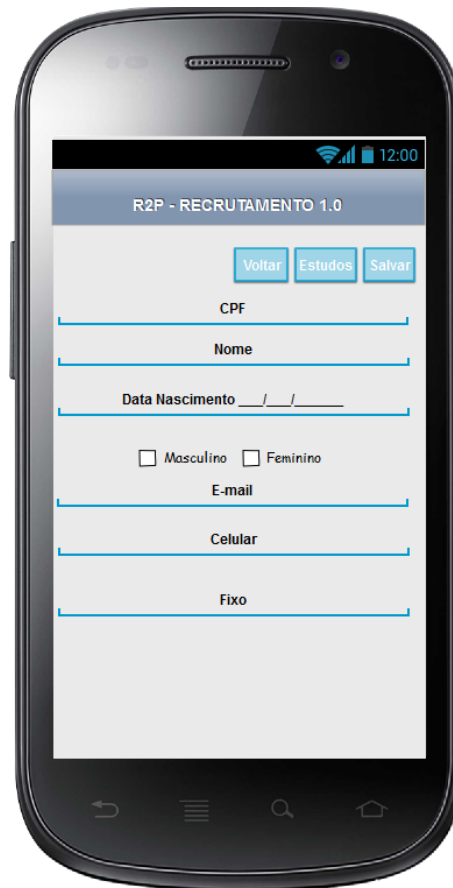 12:00
R2P - RECRUTAMENTO 1.0
Voltar Estudos Salvar
CPF
Nome
Data Nascimento ___/___/______
Masculino Feminino
E-mail
Celular
Fixo